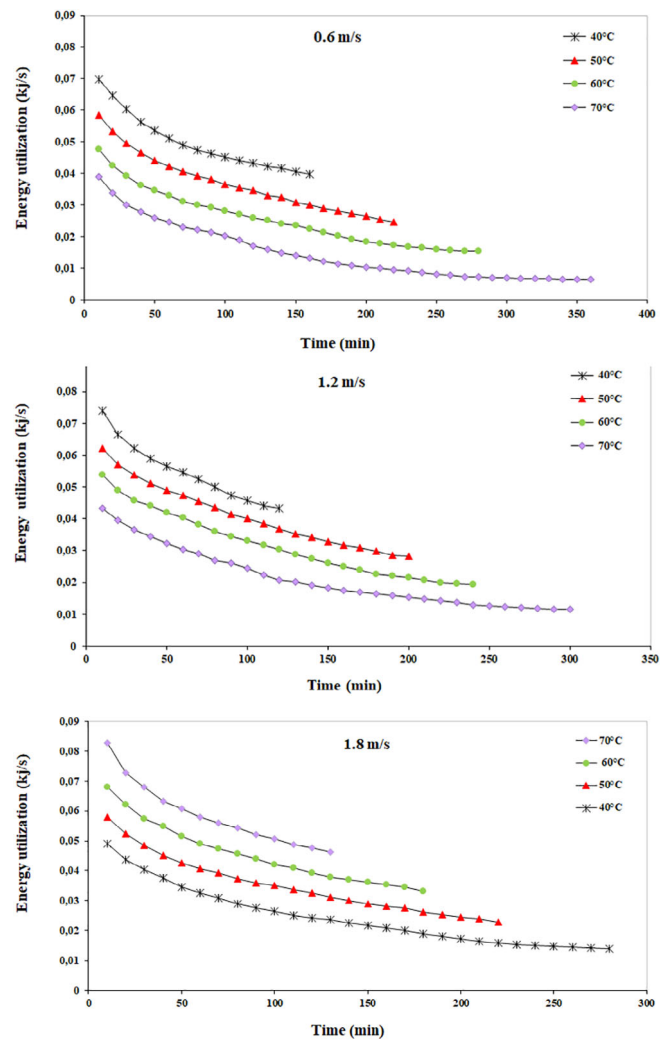 0.6 m/s
40°C
50°C
60°C
70°C
Energy utilization (kj/s)
0,09
0,08
0,07
0,06
0,05
0,04
0,03
0,02
0,01
0
0 50 100 150 200 250 300 350 400
Time (min)
1.2 m/s
40°C
50°C
60°C
70°C
Energy utilization (kj/s)
0,08
0,07
0,06
0,05
0,04
0,03
0,02
0,01
0
0 50 100 150 200 250 300 350
Time (min)
1.8 m/s
70°C
60°C
50°C
40°C
Energy utilization (kj/s)
0,09
0,08
0,07
0,06
0,05
0,04
0,03
0,02
0,01
0
0 50 100 150 200 250 300
Time (min)